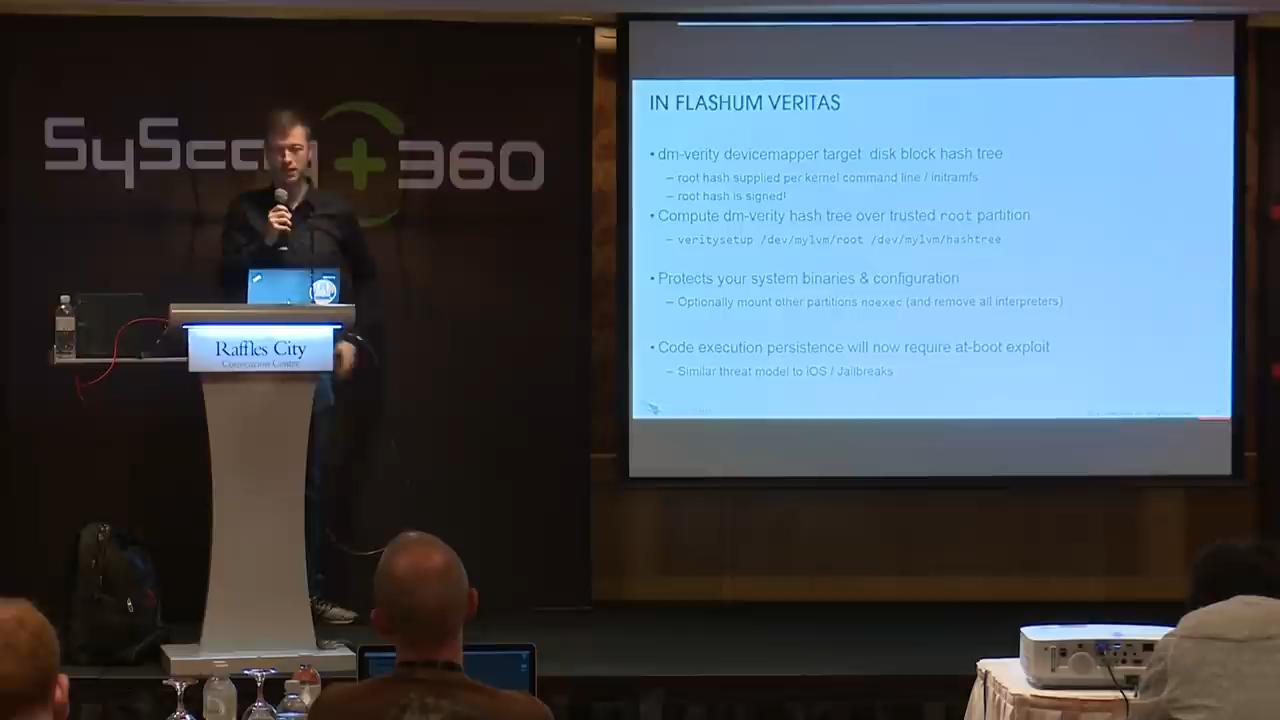 SyScan+360
Raffles City
Convention Centre
IN FLASHUM VERITAS
• dm-verity devicemapper target disk block hash tree
– root hash supplied per kernel command line / initramfs
– root hash is signed!
• Compute dm-verity hash tree over trusted root partition
– veritysetup /dev/mylvm/root /dev/mylvm/hashtree
• Protects your system binaries & configuration
– Optionally mount other partitions noexec (and remove all interpreters)
• Code execution persistence will now require at-boot exploit
– Similar threat model to iOS / Jailbreaks